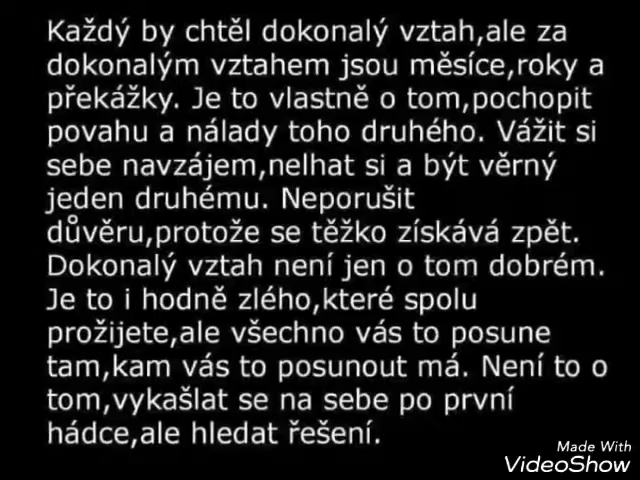 Každý by chtěl dokonalý vztah,ale za
dokonalým vztahem jsou měsíce,roky a
překážky. Je to vlastně o tom,pochopit
povahu a nálady toho druhého. Vážit si
sebe navzájem,nelhat si a být věrný
jeden druhému. Neporušit
důvěru,protože se těžko získává zpět.
Dokonalý vztah není jen o tom dobrém.
Je to i hodně zlého,které spolu
prožijete,ale všechno vás to posune
tam,kam vás to posunout má. Není to o
tom,vykašlat se na sebe po první
hádce,ale hledat řešení.
Made With
VideoShow